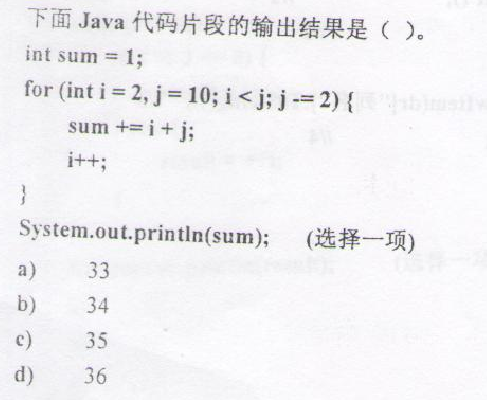 下面 Java 代码片段的输出结果是（ ）。
int sum = 1;
for (int i = 2, j = 10; i < j; j -= 2) {
sum += i + j;
i++;
}
System.out.println(sum); (选择一项)
a) 33
b) 34
c) 35
d) 36